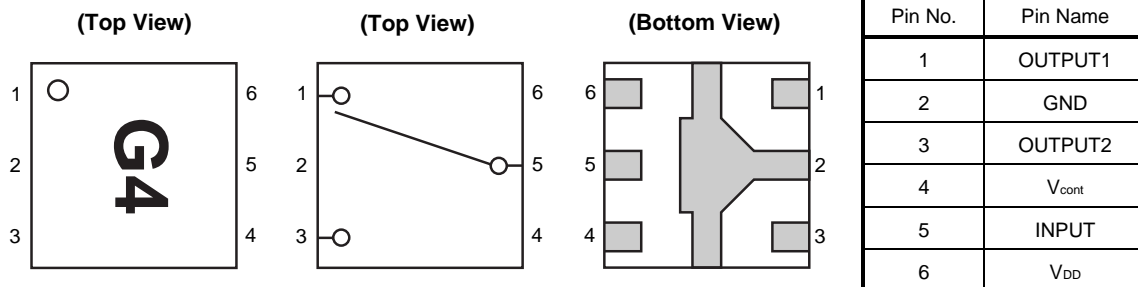 (Top View)
1
2
3
G4
6
5
4
(Top View)
1
2
3
6
5
4
(Bottom View)
6
5
4
1
2
3
Pin No. Pin Name
1 OUTPUT1
2 GND
3 OUTPUT2
4 Vcont
5 INPUT
6 VDD